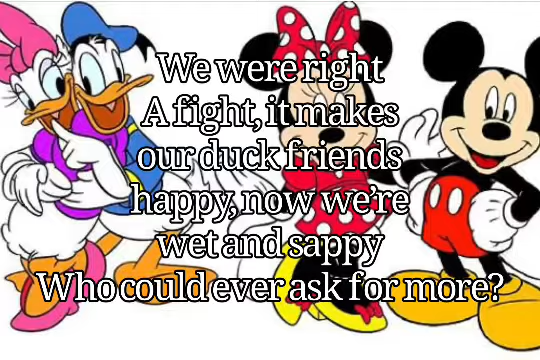 We were right
A fight, it makes
our duck friends
happy, now we're
wet and sappy
Who could ever ask for more?